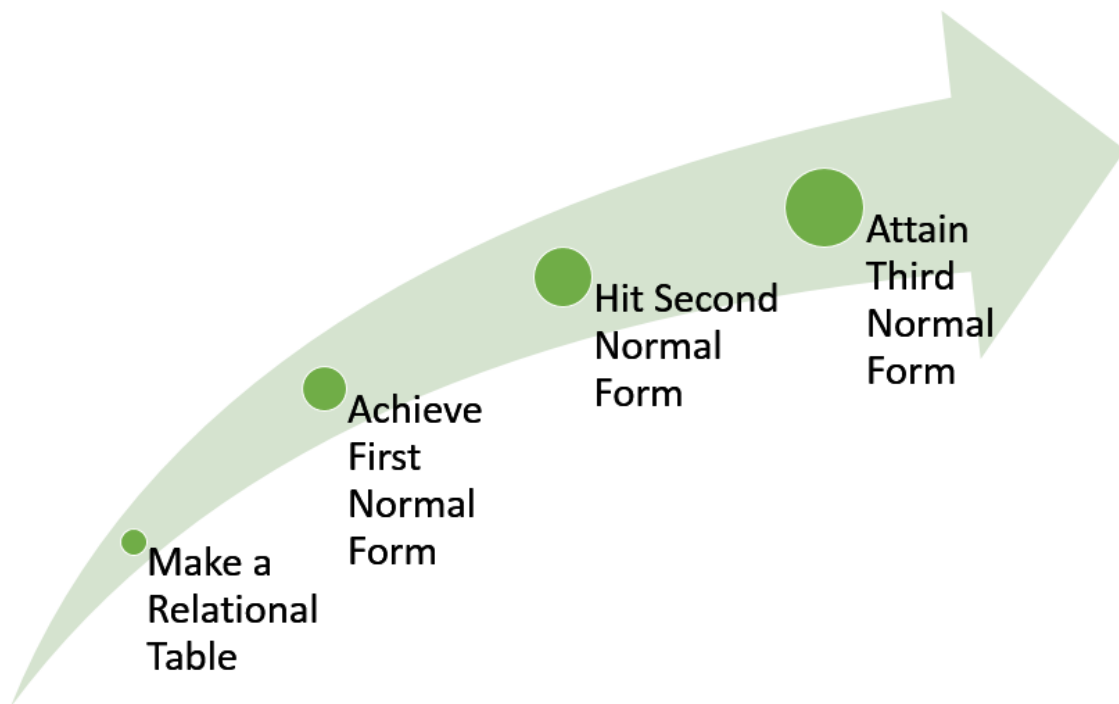 Make a
Relational
Table
Achieve
First
Normal
Form
Hit Second
Normal
Form
Attain
Third
Normal
Form